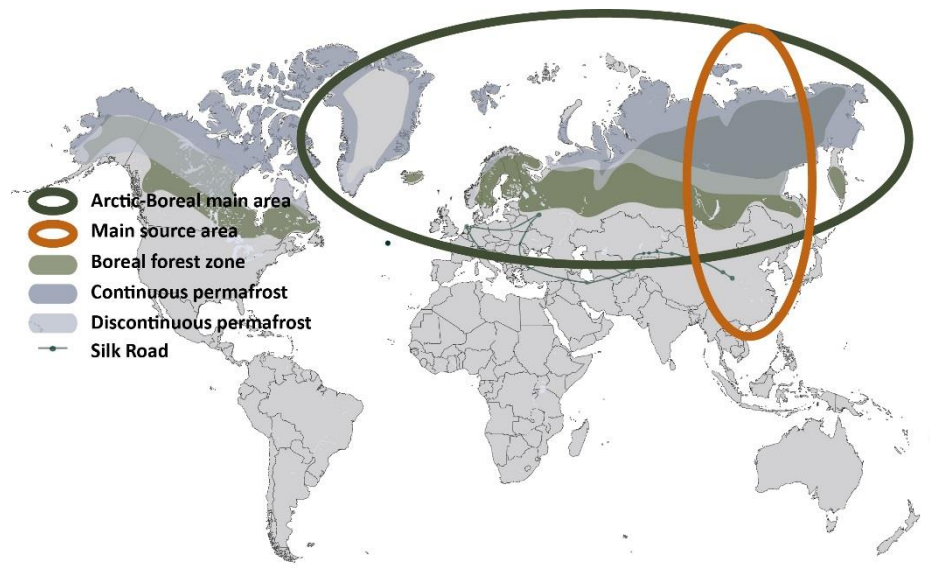 Arctic-Boreal main area
Main source area
Boreal forest zone
Continuous permafrost
Discontinuous permafrost
Silk Road